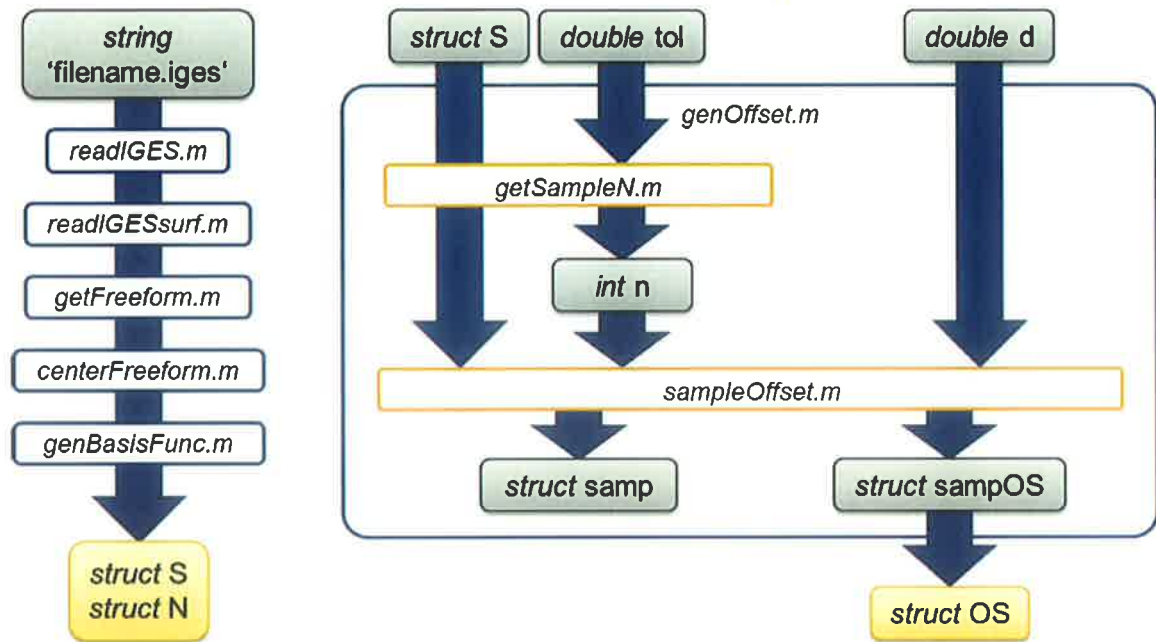 string
'filename.iges'
readIGES.m
readIGESsurf.m
getFreeform.m
centerFreeform.m
genBasisFunc.m
struct S
struct N
struct S
double tol
double d
genOffset.m
getSampleN.m
int n
sampleOffset.m
struct samp
struct sampOS
struct OS